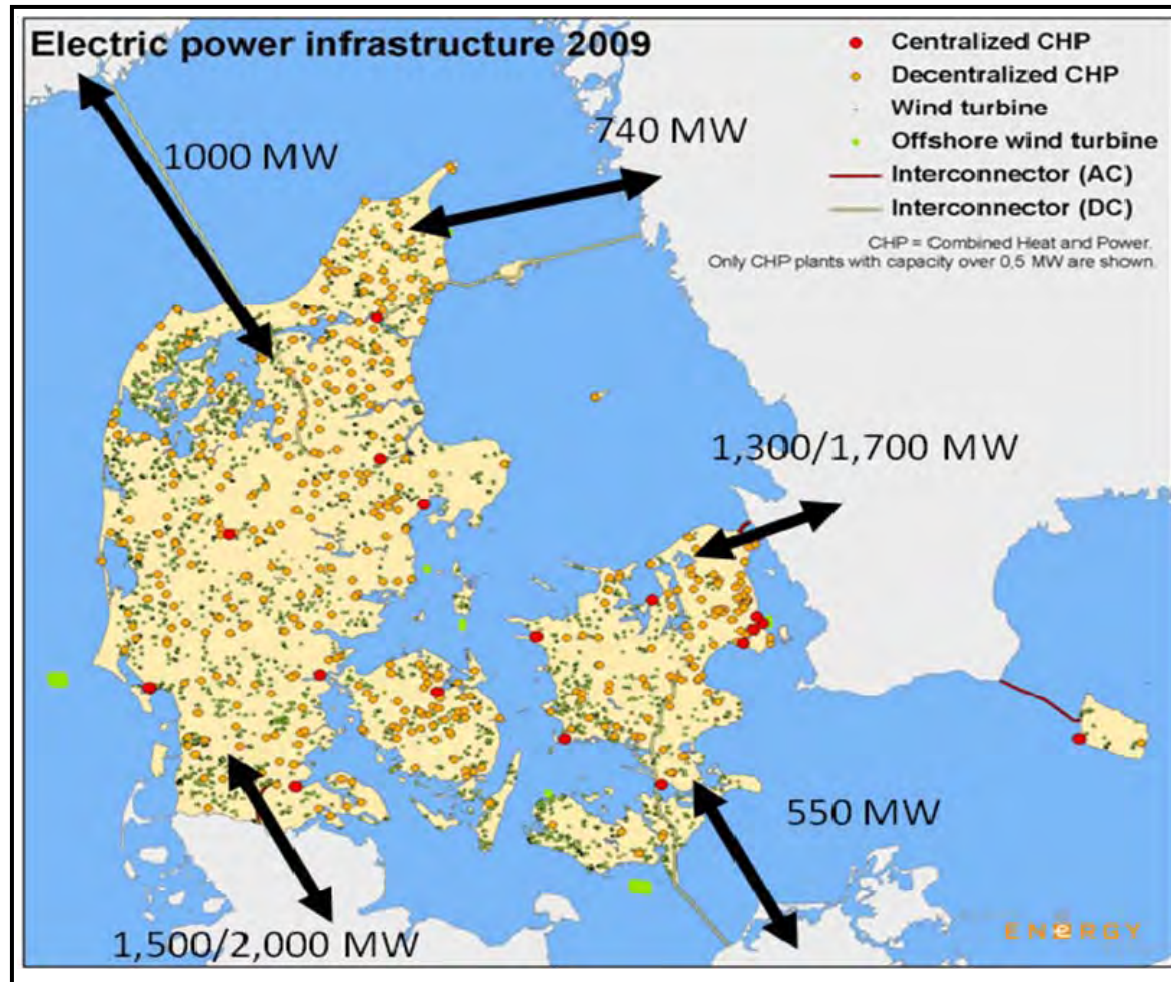 Electric power infrastructure 2009
Centralized CHP
Decentralized CHP
Wind turbine
Offshore wind turbine
Interconnector (AC)
Interconnector (DC)
CHP = Combined Heat and Power.
Only CHP plants with capacity over 0,5 MW are shown.
1000 MW
740 MW
1,300/1,700 MW
550 MW
1,500/2,000 MW
ENERGY